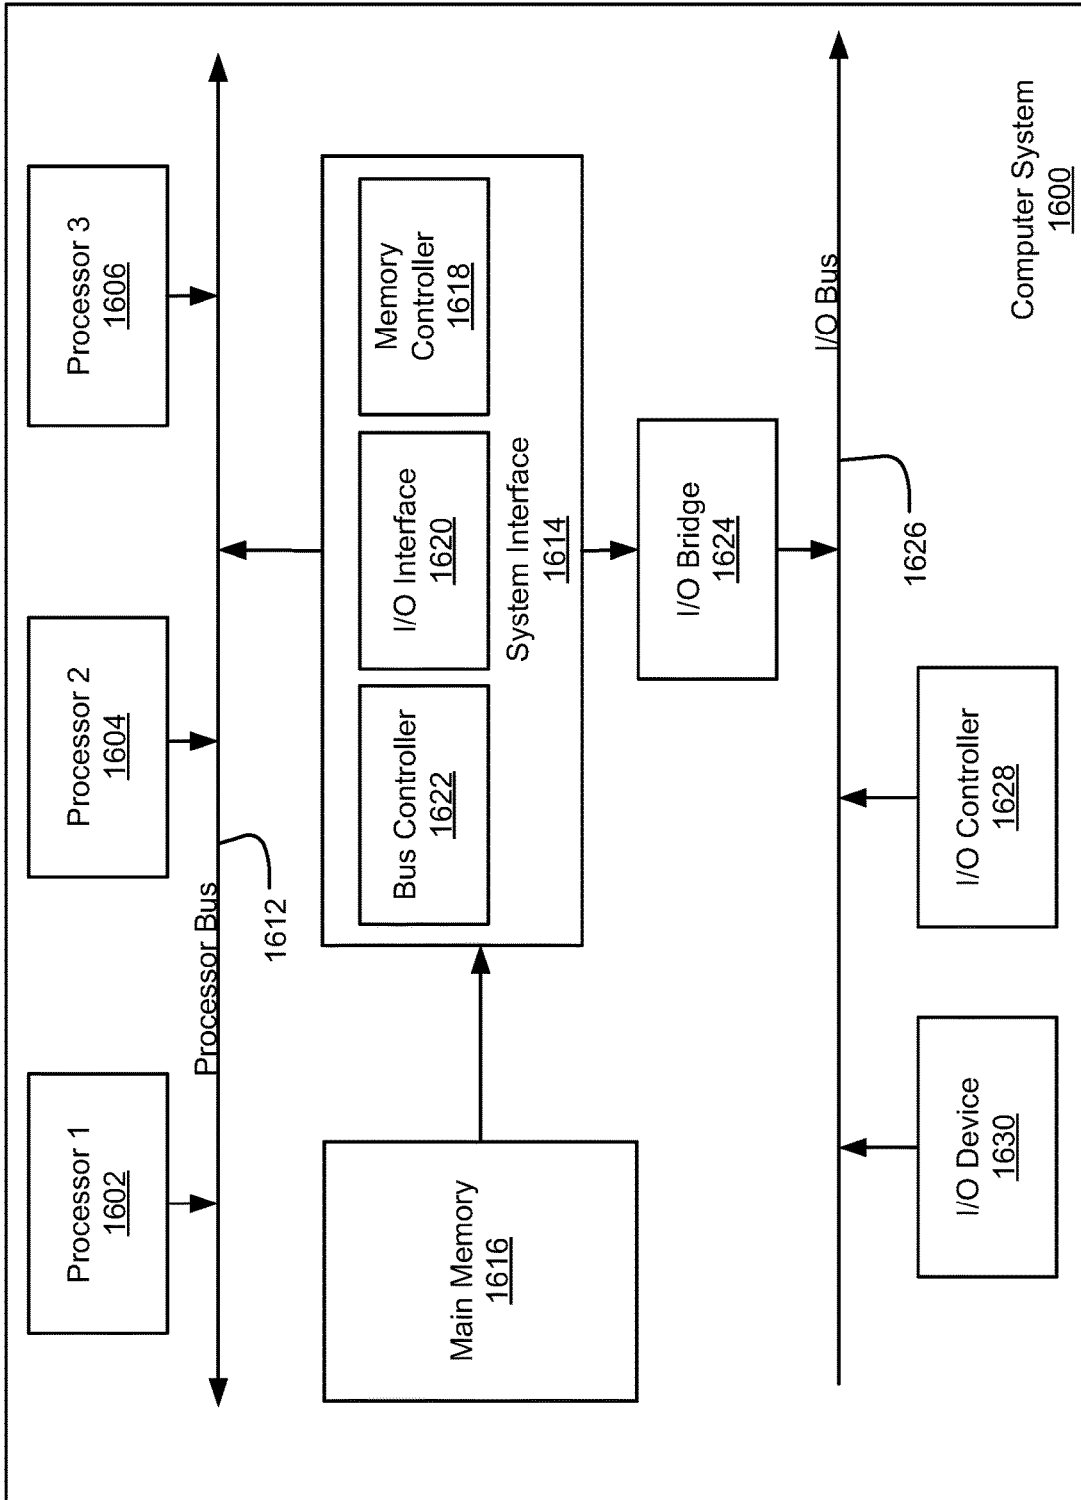 Processor 1
1602
Processor 2
1604
Processor 3
1606
Processor Bus
1612
Main Memory
1616
Bus Controller
1622
I/O Interface
1620
Memory
Controller
1618
System Interface
1614
I/O Bridge
1624
I/O Bus
1626
I/O Device
1630
I/O Controller
1628
Computer System
1600